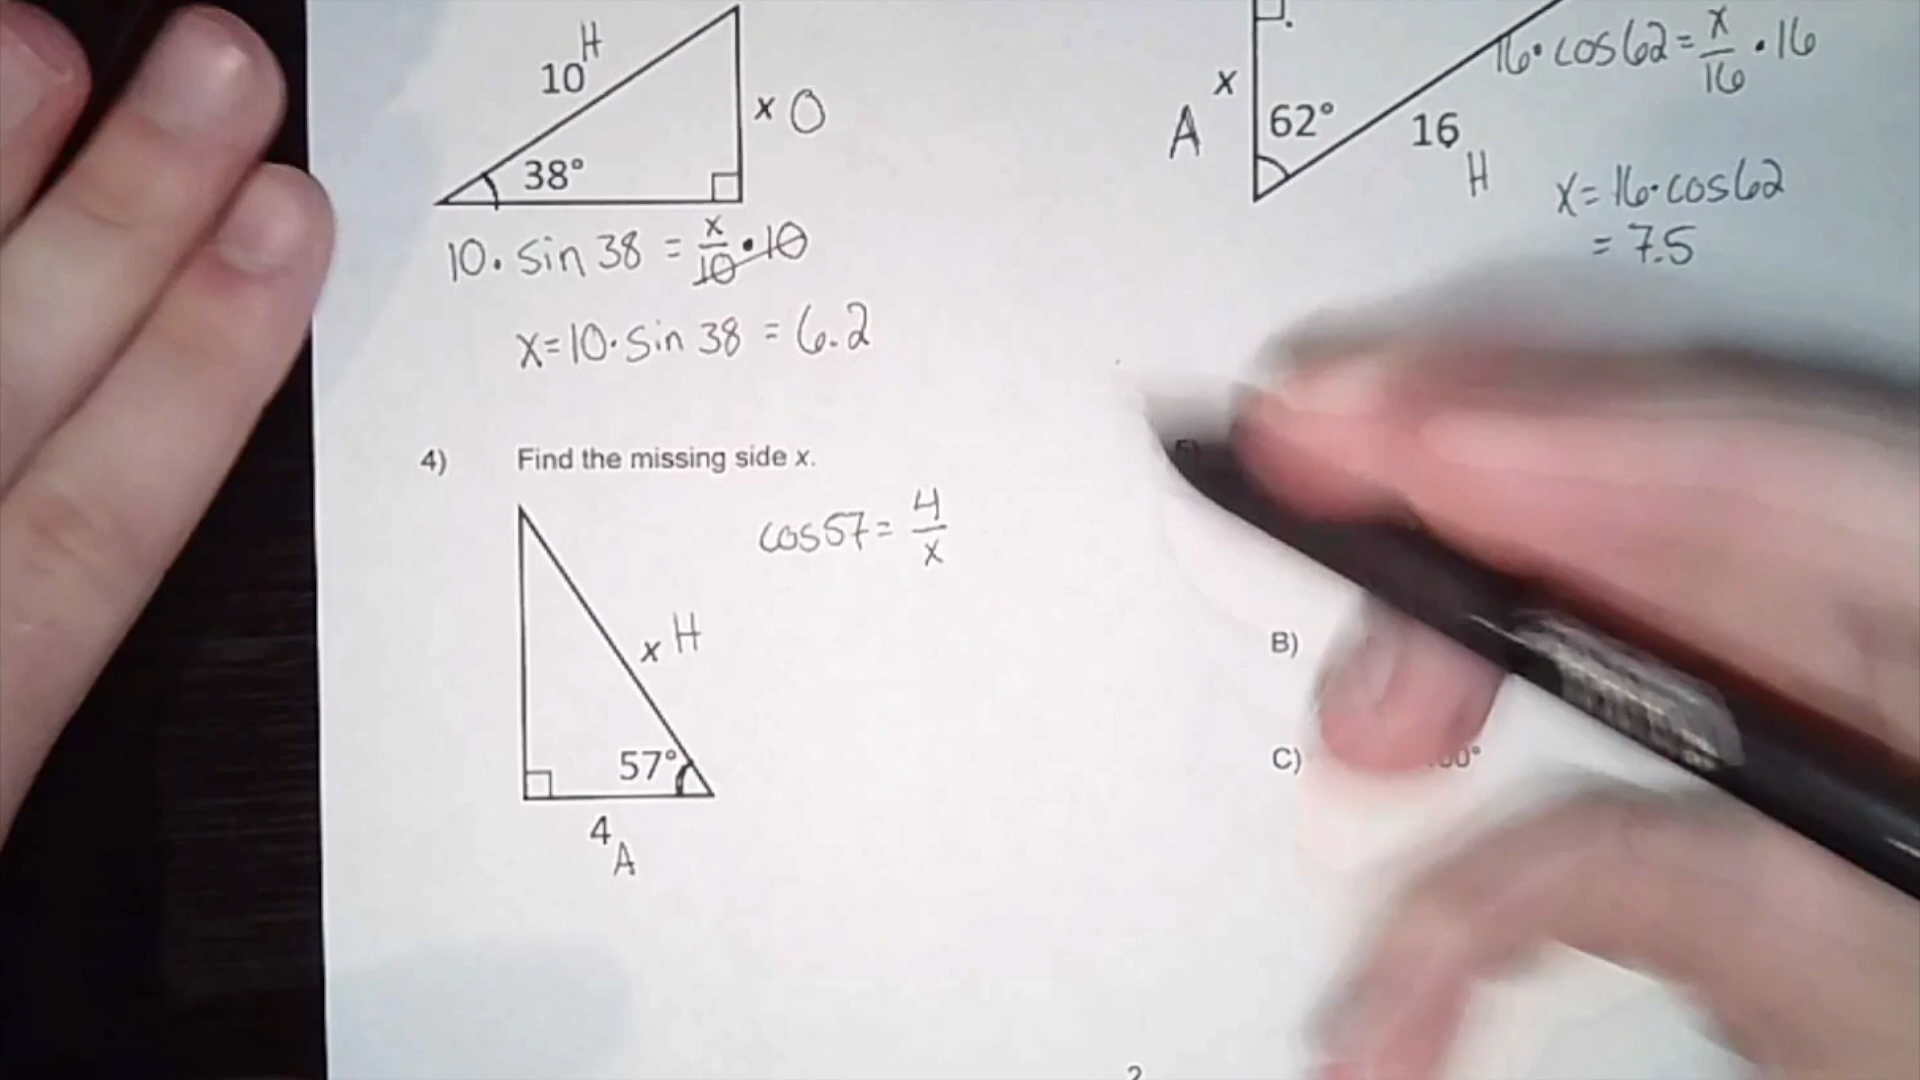 10 H
x O
38°
10 · sin 38 = x/10 · 10
x = 10 · sin 38 = 6.2
16 · cos 62 = x/16 · 16
x
A
62°
16
H
x = 16 · cos 62
= 7.5
4) Find the missing side x.
cos 57 = 4/x
x H
57°
4
A
B)
C)